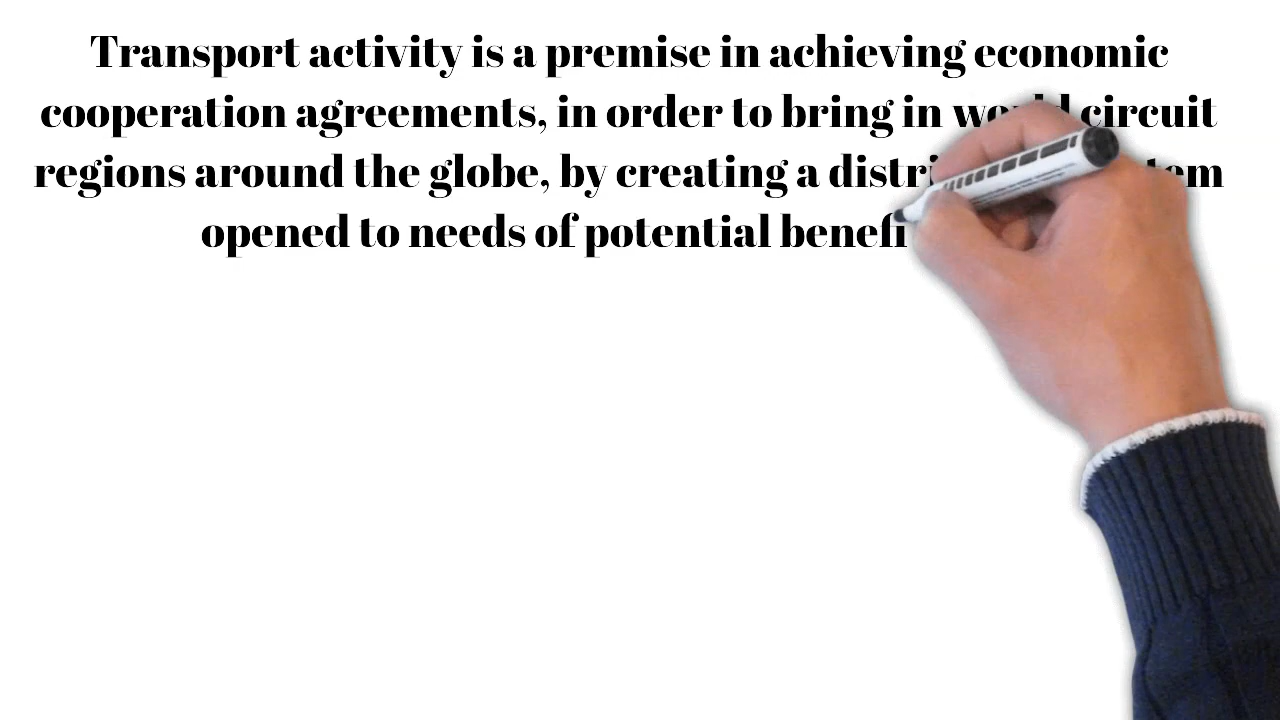 Transport activity is a premise in achieving economic
cooperation agreements, in order to bring in world circuit
regions around the globe, by creating a
opened to needs of potential